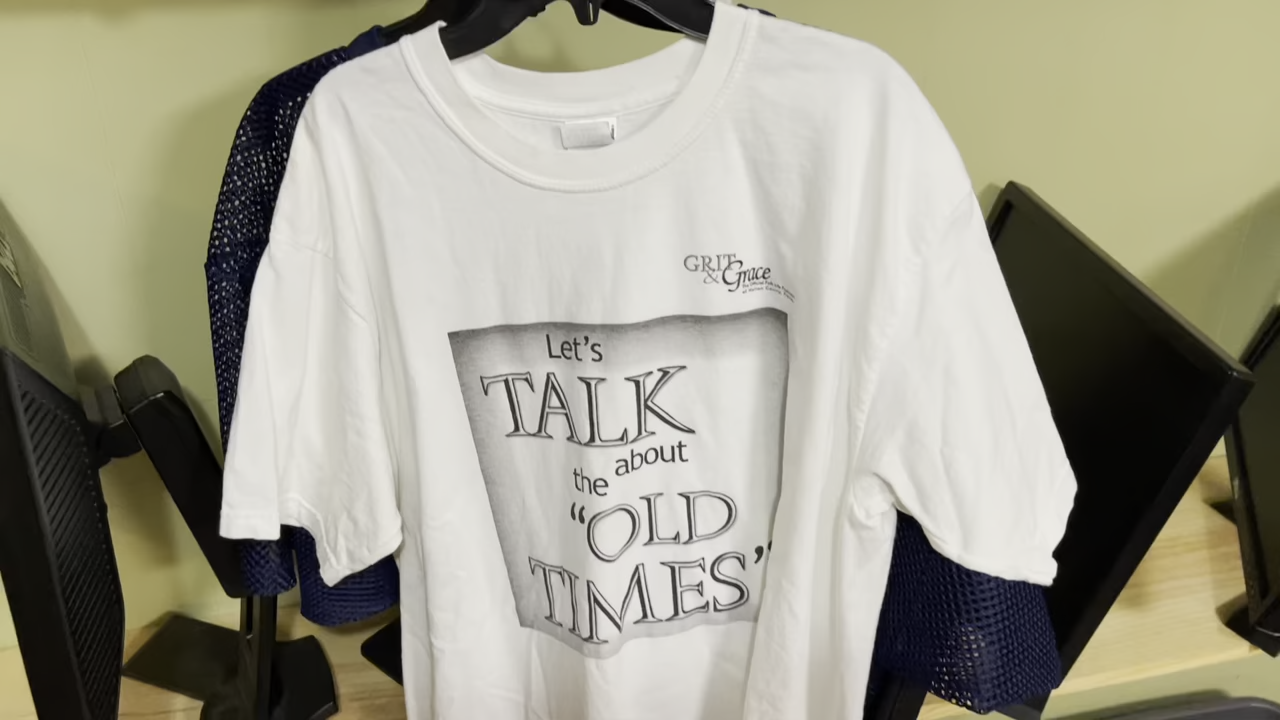 GRIT
& Grace
Let's
TALK
about
the
"OLD
TIMES"